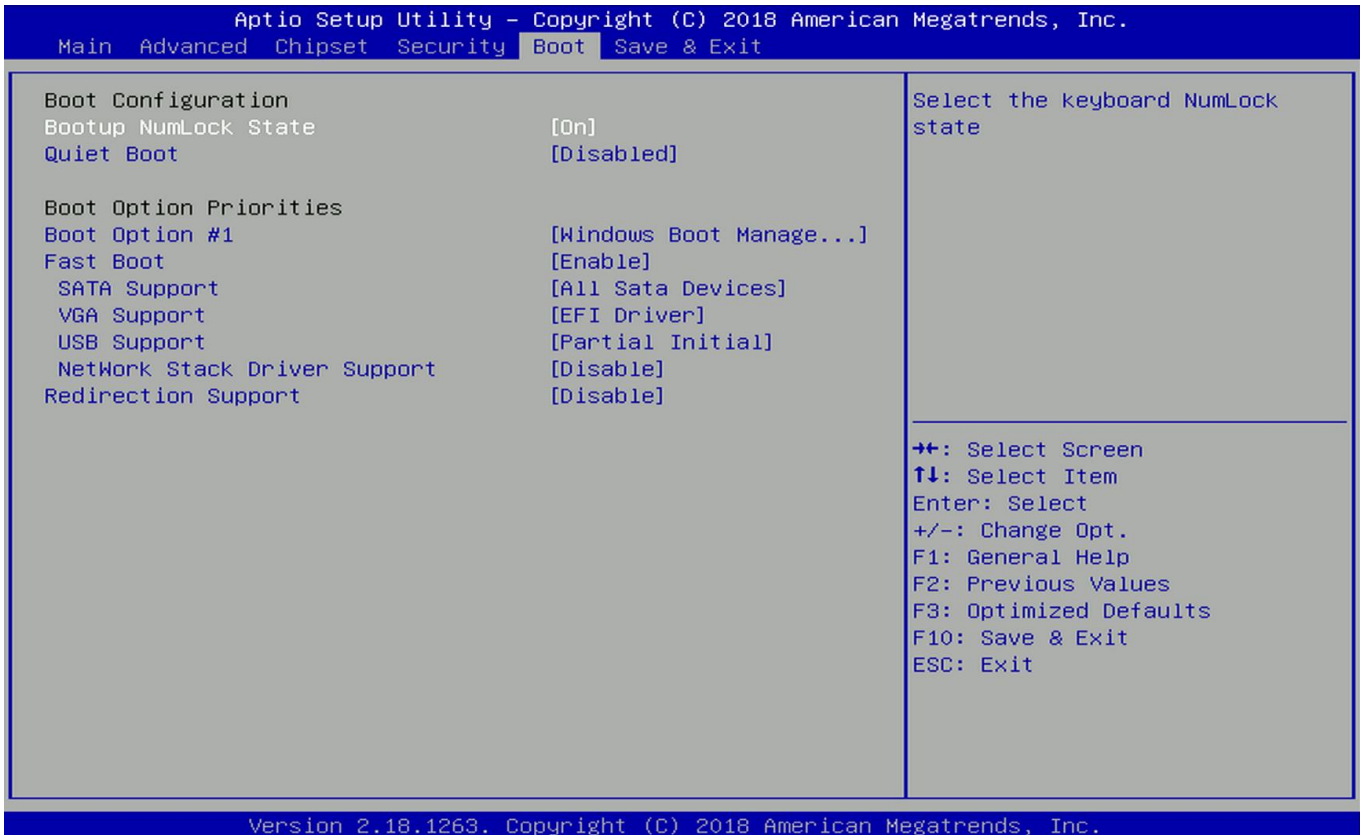 Aptio Setup Utility – Copyright (C) 2018 American Megatrends, Inc.
Main Advanced Chipset Security Boot Save & Exit
Boot Configuration
Bootup NumLock State [On]
Quiet Boot [Disabled]
Boot Option Priorities
Boot Option #1 [Windows Boot Manage...]
Fast Boot [Enable]
SATA Support [All Sata Devices]
VGA Support [EFI Driver]
USB Support [Partial Initial]
NetWork Stack Driver Support [Disable]
Redirection Support [Disable]
Select the keyboard NumLock
state
→←: Select Screen
↑↓: Select Item
Enter: Select
+/-: Change Opt.
F1: General Help
F2: Previous Values
F3: Optimized Defaults
F10: Save & Exit
ESC: Exit
Version 2.18.1263. Copyright (C) 2018 American Megatrends, Inc.